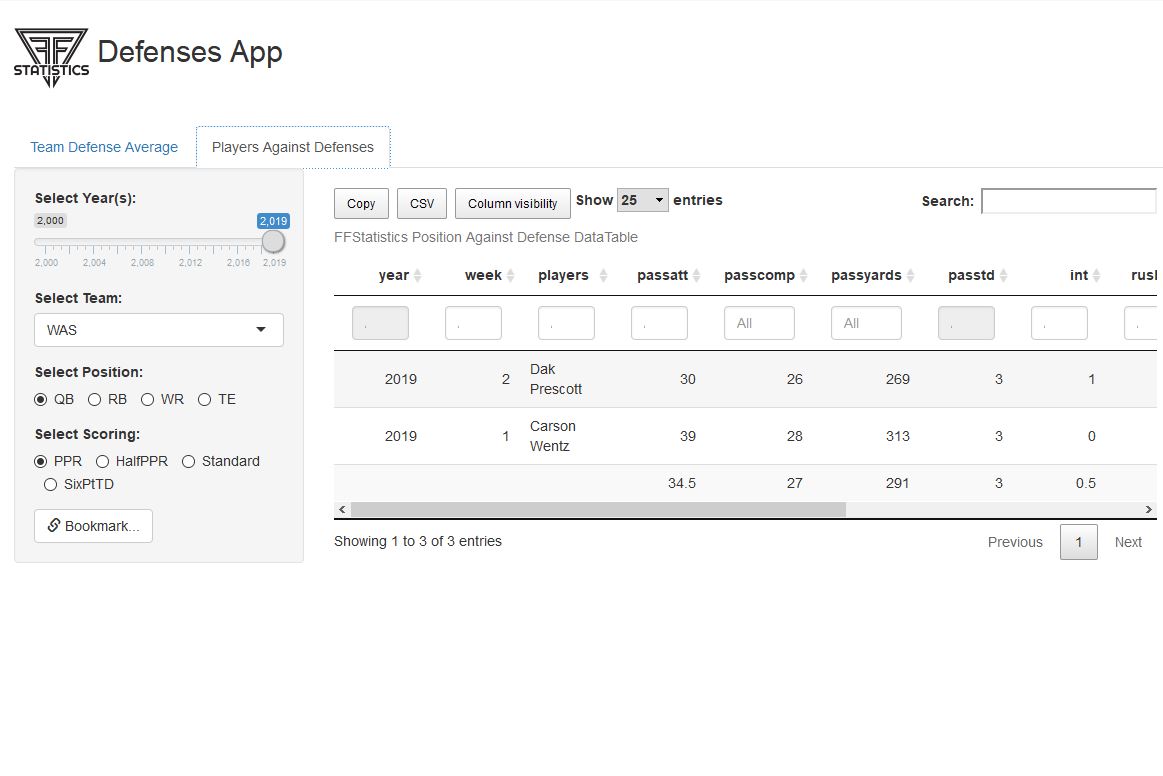 FF
STATISTICS
Defenses App
Team Defense Average
Players Against Defenses
Select Year(s):
2,000
2,019
2,000 2,004 2,008 2,012 2,016 2,019
Select Team:
WAS
Select Position:
QB RB WR TE
Select Scoring:
PPR HalfPPR Standard
SixPtTD
Bookmark...
Copy CSV Column visibility Show 25 entries Search:
FFStatistics Position Against Defense DataTable
year week players passatt passcomp passyards passtd int rusl
. . . . All All . . .
2019 2 Dak Prescott 30 26 269 3 1
2019 1 Carson Wentz 39 28 313 3 0
34.5 27 291 3 0.5
Showing 1 to 3 of 3 entries
Previous 1 Next